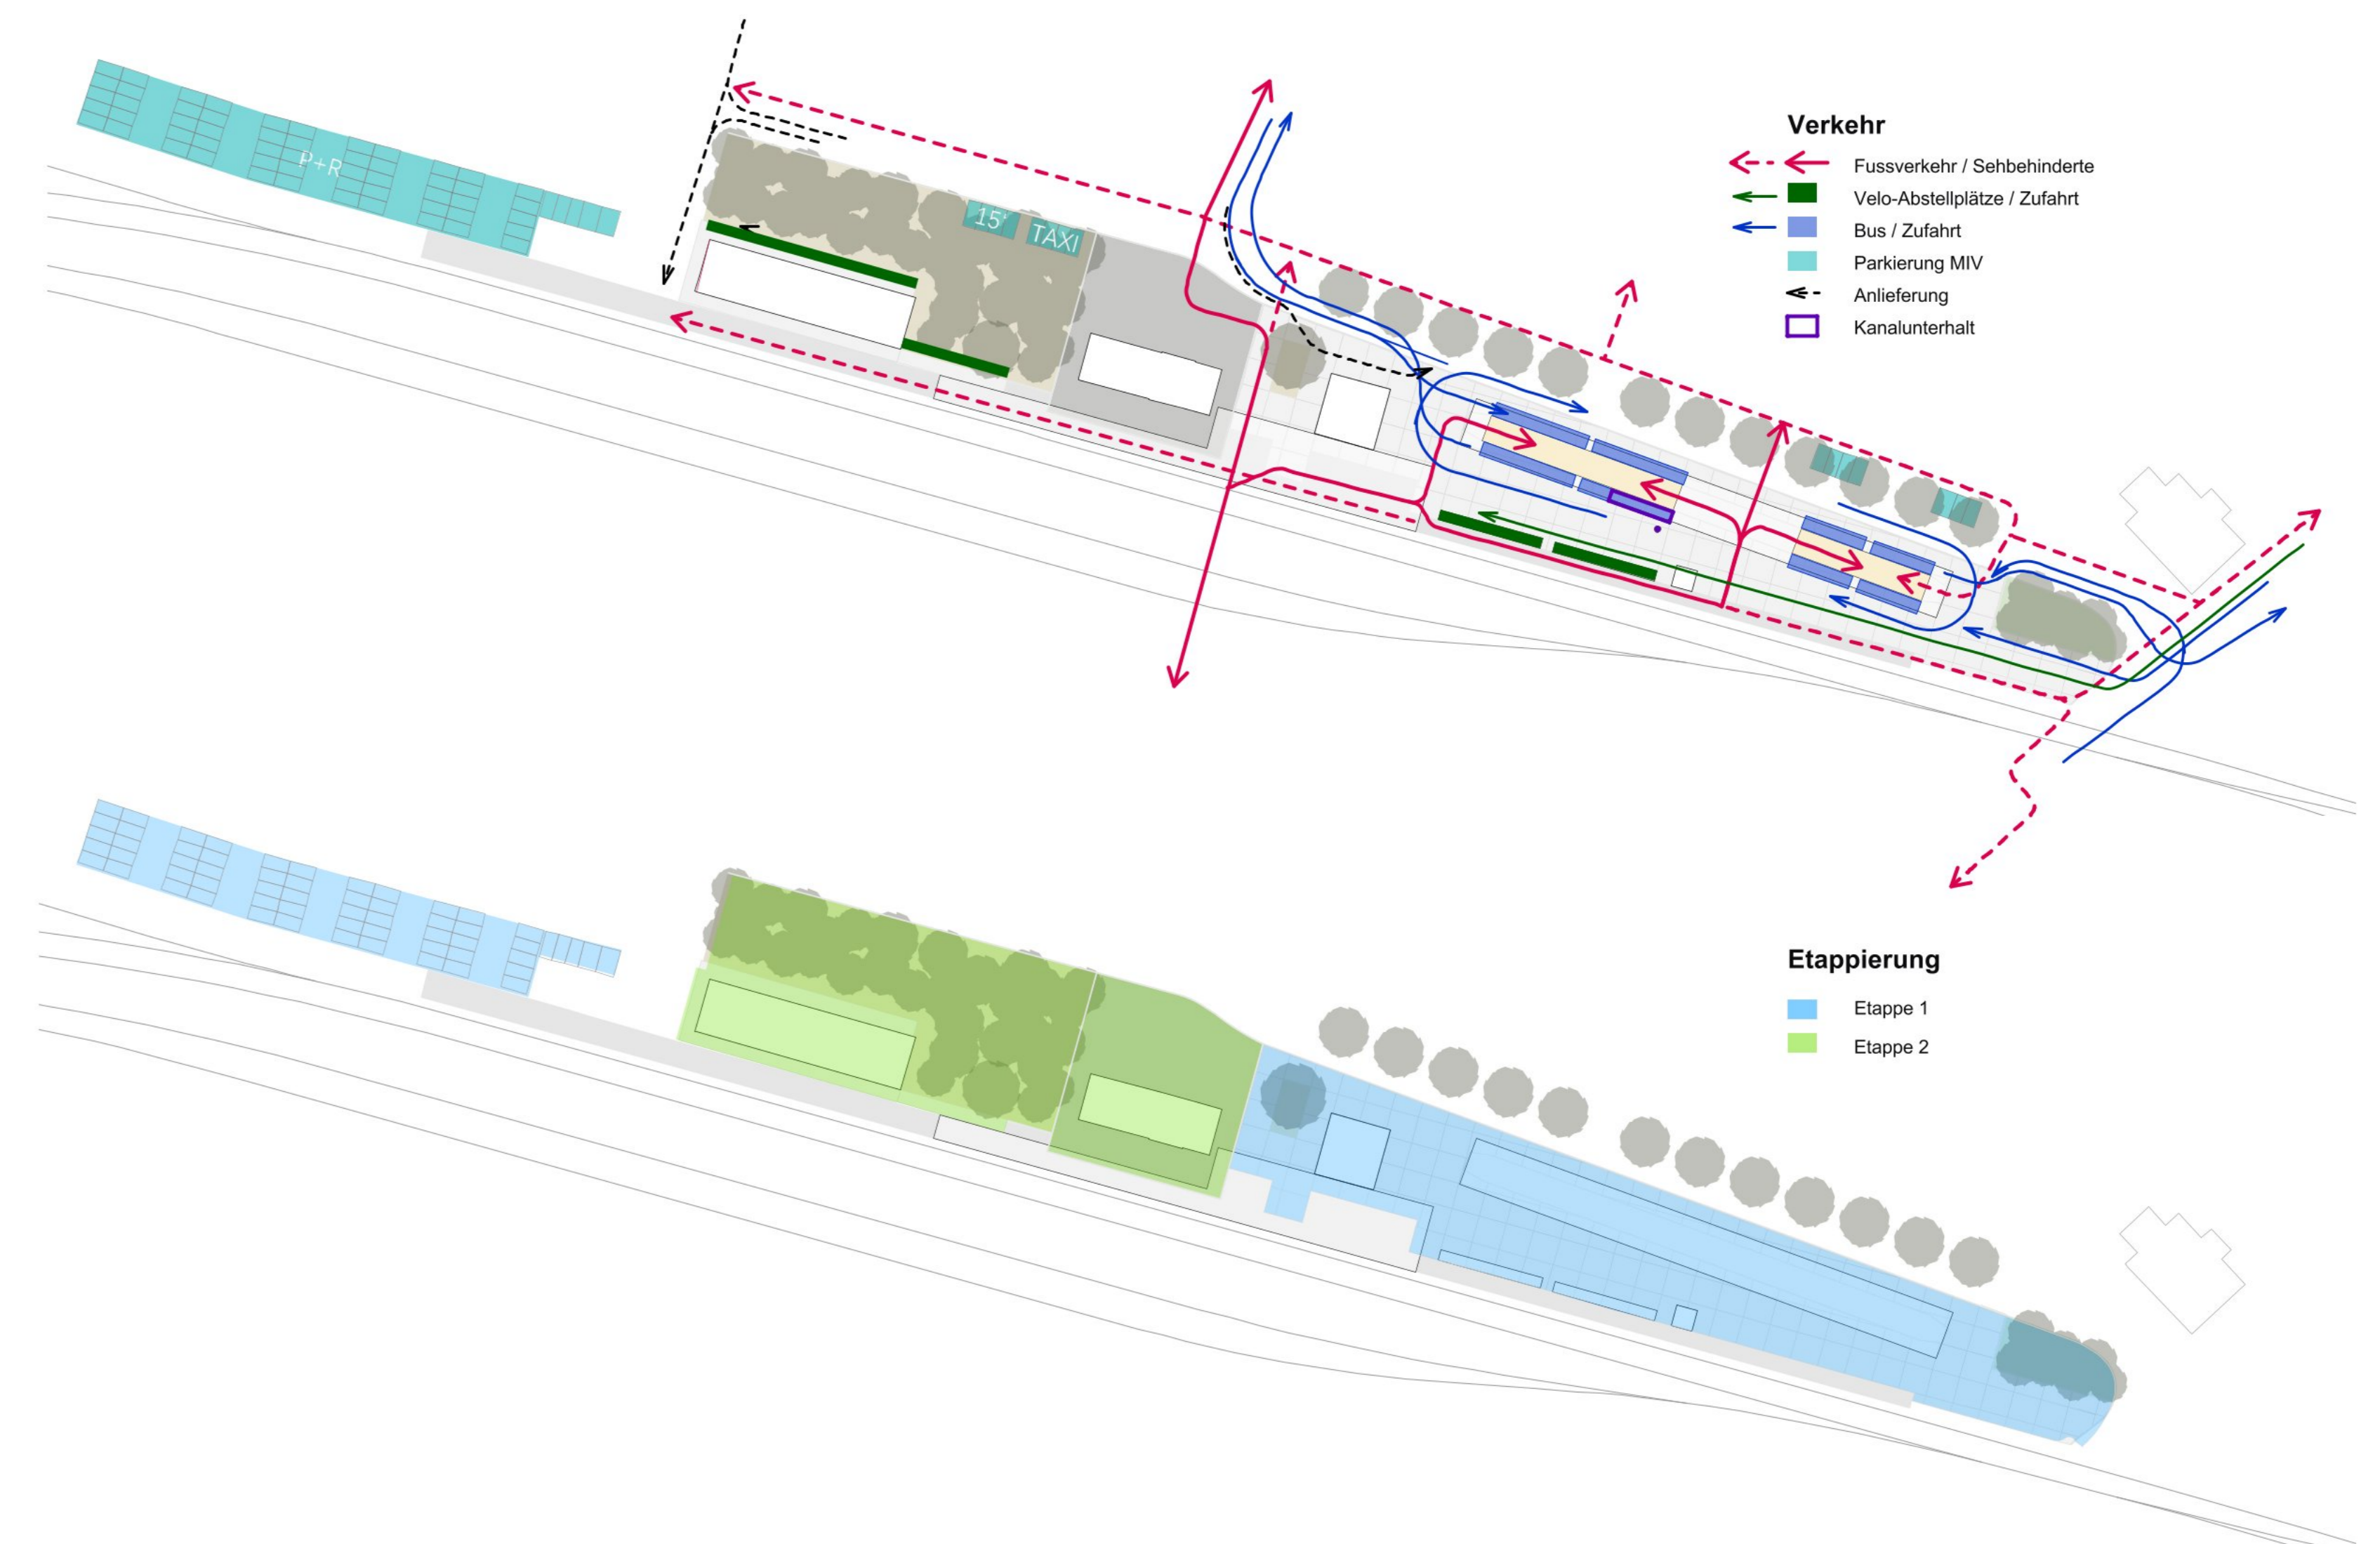 Verkehr
Fussverkehr / Sehbehinderte
Velo-Abstellplätze / Zufahrt
Bus / Zufahrt
Parkierung MIV
Anlieferung
Kanalunterhalt
P+R
15'
TAXI
Etappierung
Etappe 1
Etappe 2